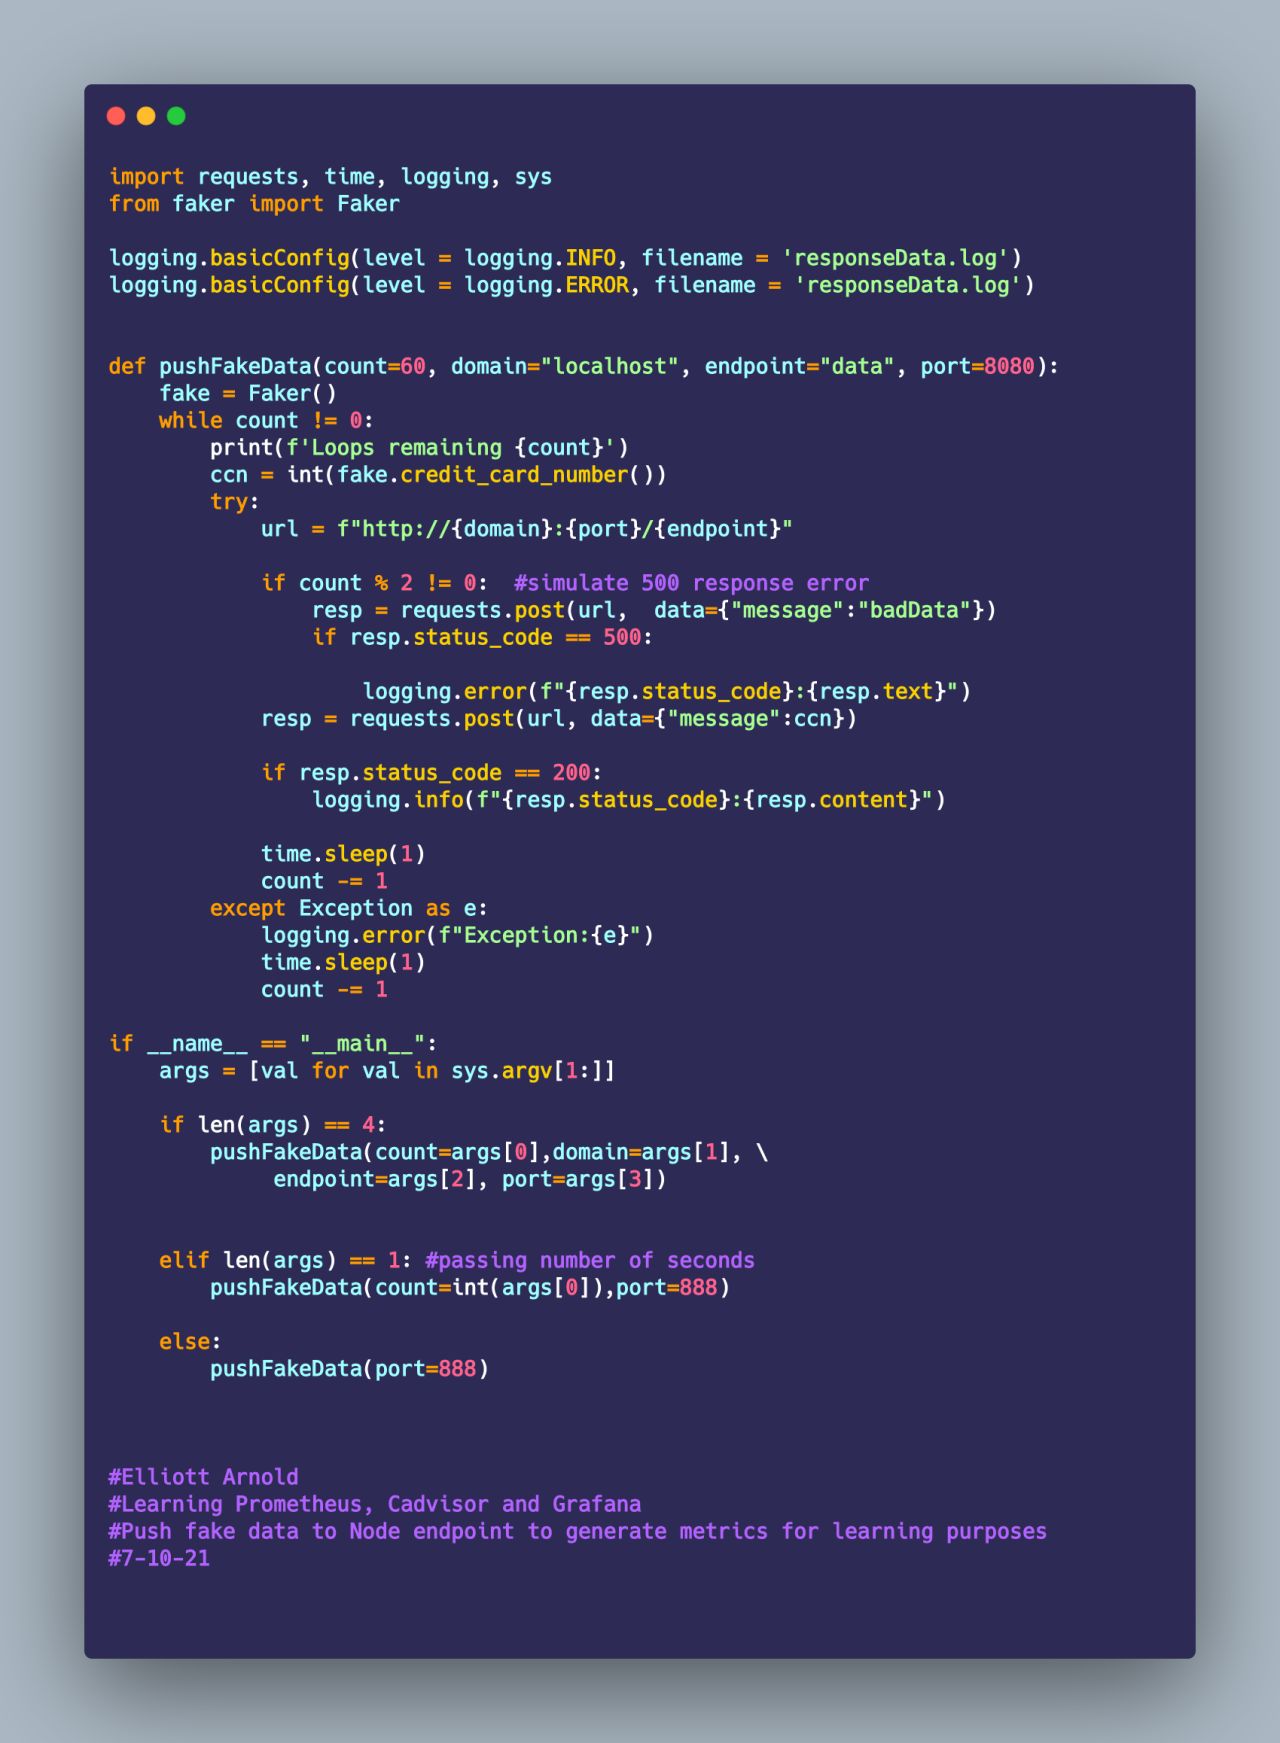 import requests, time, logging, sys
from faker import Faker

logging.basicConfig(level = logging.INFO, filename = 'responseData.log')
logging.basicConfig(level = logging.ERROR, filename = 'responseData.log')


def pushFakeData(count=60, domain="localhost", endpoint="data", port=8080):
    fake = Faker()
    while count != 0:
        print(f'Loops remaining {count}')
        ccn = int(fake.credit_card_number())
        try:
            url = f"http://{domain}:{port}/{endpoint}"

            if count % 2 != 0:  #simulate 500 response error
                resp = requests.post(url,  data={"message":"badData"})
                if resp.status_code == 500:

                    logging.error(f"{resp.status_code}:{resp.text}")
            resp = requests.post(url, data={"message":ccn})

            if resp.status_code == 200:
                logging.info(f"{resp.status_code}:{resp.content}")

            time.sleep(1)
            count -= 1
        except Exception as e:
            logging.error(f"Exception:{e}")
            time.sleep(1)
            count -= 1

if __name__ == "__main__":
    args = [val for val in sys.argv[1:]]

    if len(args) == 4:
        pushFakeData(count=args[0],domain=args[1], \
             endpoint=args[2], port=args[3])


    elif len(args) == 1: #passing number of seconds
        pushFakeData(count=int(args[0]),port=888)

    else:
        pushFakeData(port=888)



#Elliott Arnold
#Learning Prometheus, Cadvisor and Grafana
#Push fake data to Node endpoint to generate metrics for learning purposes
#7-10-21